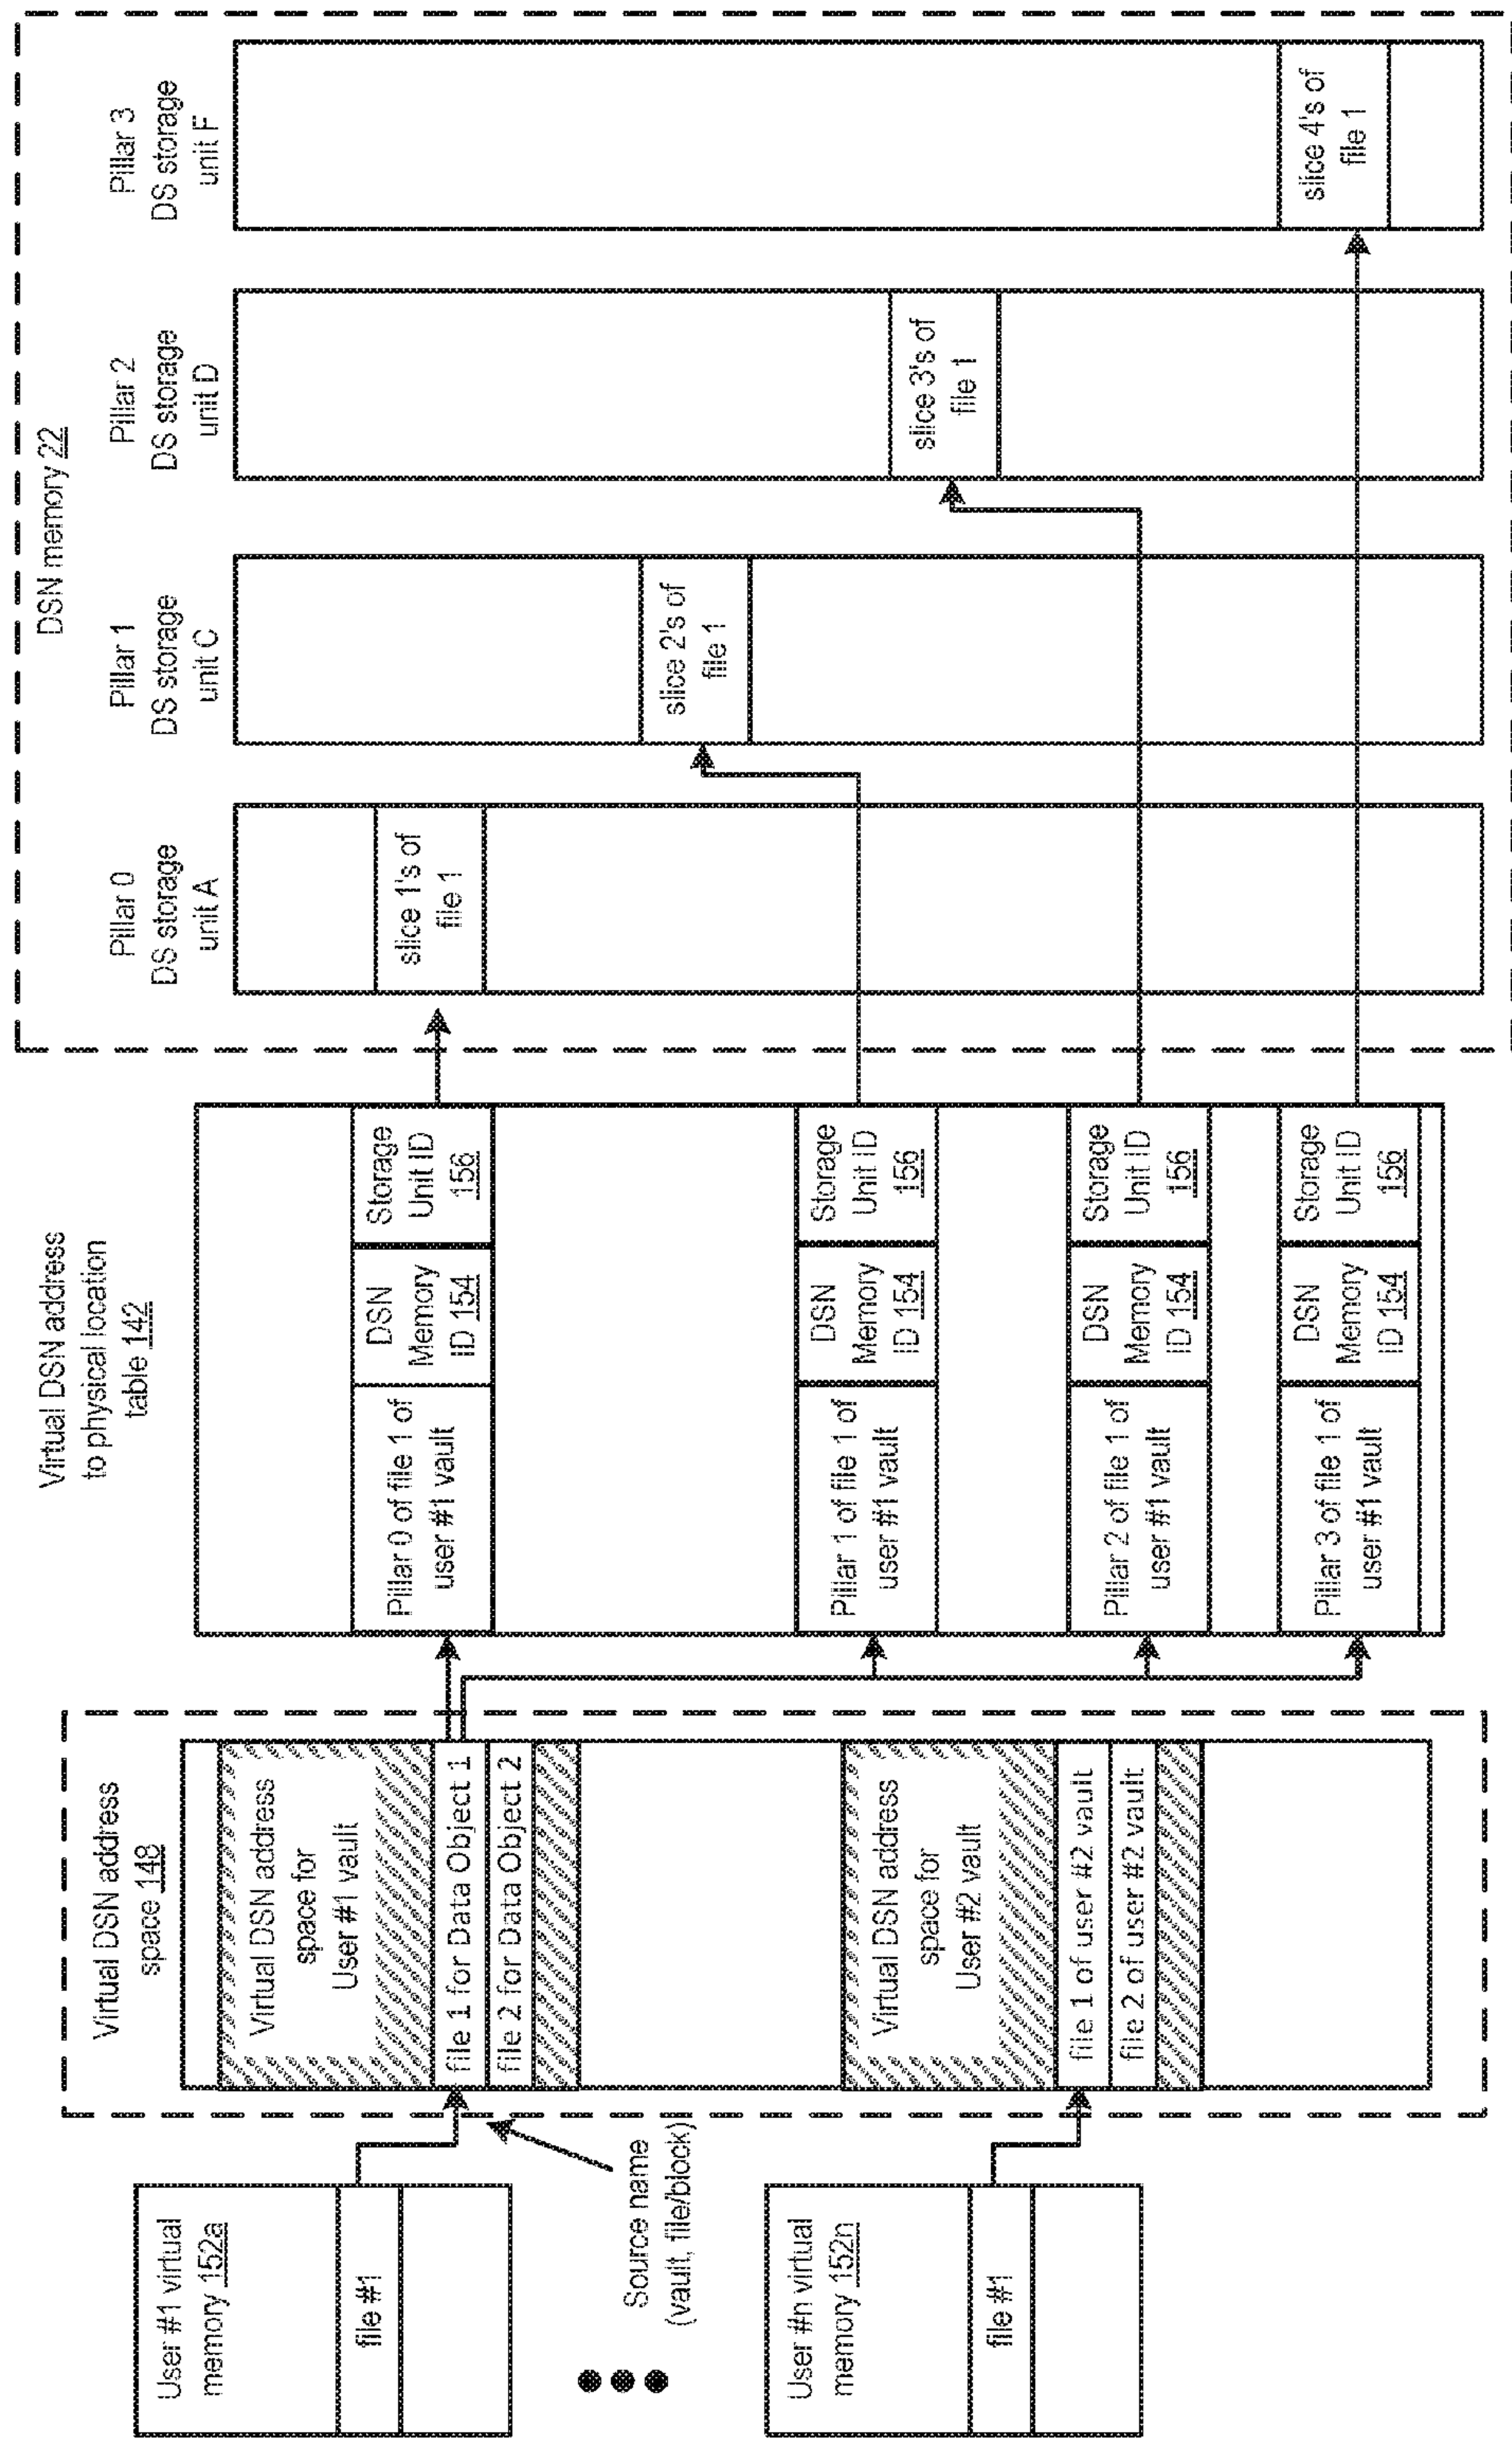 User #1 virtual
memory 152a
file #1
User #n virtual
memory 152n
file #1
Source name
(vault, file/block)
Virtual DSN address
space 148
Virtual DSN address
space for
User #1 vault
file 1 for Data Object 1
file 2 for Data Object 2
Virtual DSN address
space for
User #2 vault
file 1 of user #2 vault
file 2 of user #2 vault
Virtual DSN address
to physical location
table 142
Pillar 0 of file 1 of
user #1 vault
DSN
Memory
ID 154
Storage
Unit ID
156
Pillar 1 of file 1 of
user #1 vault
DSN
Memory
ID 154
Storage
Unit ID
156
Pillar 2 of file 1 of
user #1 vault
DSN
Memory
ID 154
Storage
Unit ID
156
Pillar 3 of file 1 of
user #1 vault
DSN
Memory
ID 154
Storage
Unit ID
156
DSN memory 22
Pillar 0
DS storage
unit A
slice 1's of
file 1
Pillar 1
DS storage
unit C
slice 2's of
file 1
Pillar 2
DS storage
unit D
slice 3's of
file 1
Pillar 3
DS storage
unit F
slice 4's of
file 1